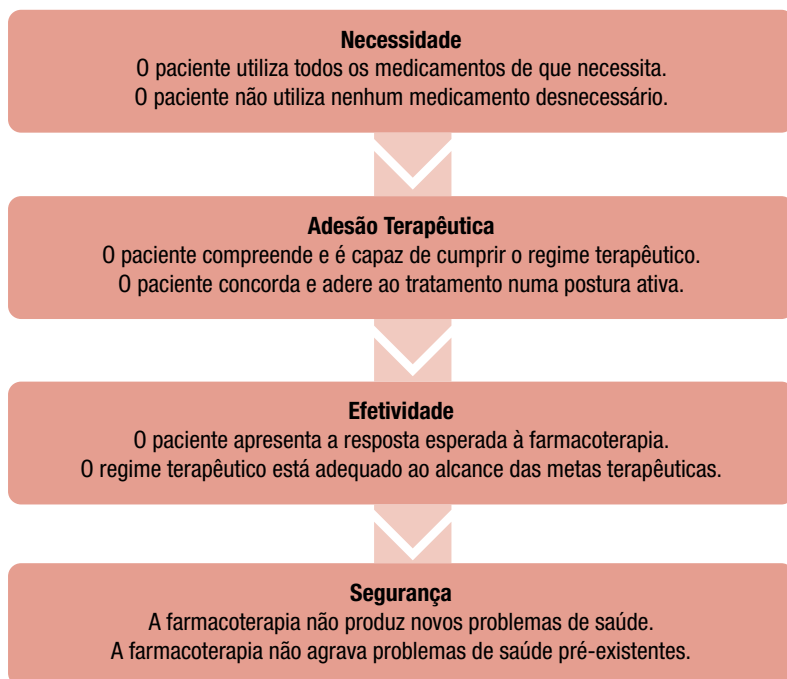 Necessidade
O paciente utiliza todos os medicamentos de que necessita.
O paciente não utiliza nenhum medicamento desnecessário.
Adesão Terapêutica
O paciente compreende e é capaz de cumprir o regime terapêutico.
O paciente concorda e adere ao tratamento numa postura ativa.
Efetividade
O paciente apresenta a resposta esperada à farmacoterapia.
O regime terapêutico está adequado ao alcance das metas terapêuticas.
Segurança
A farmacoterapia não produz novos problemas de saúde.
A farmacoterapia não agrava problemas de saúde pré-existentes.